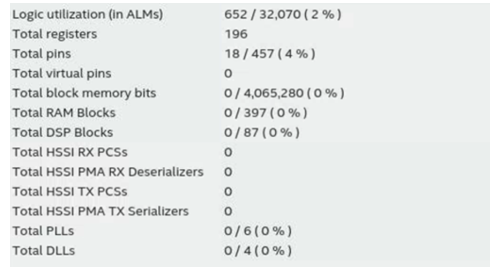 Logic utilization (in ALMs) 652 / 32,070 ( 2 % )
Total registers 196
Total pins 18 / 457 ( 4 % )
Total virtual pins 0
Total block memory bits 0 / 4,065,280 ( 0 % )
Total RAM Blocks 0 / 397 ( 0 % )
Total DSP Blocks 0 / 87 ( 0 % )
Total HSSI RX PCSs 0
Total HSSI PMA RX Deserializers 0
Total HSSI TX PCSs 0
Total HSSI PMA TX Serializers 0
Total PLLs 0 / 6 ( 0 % )
Total DLLs 0 / 4 ( 0 % )